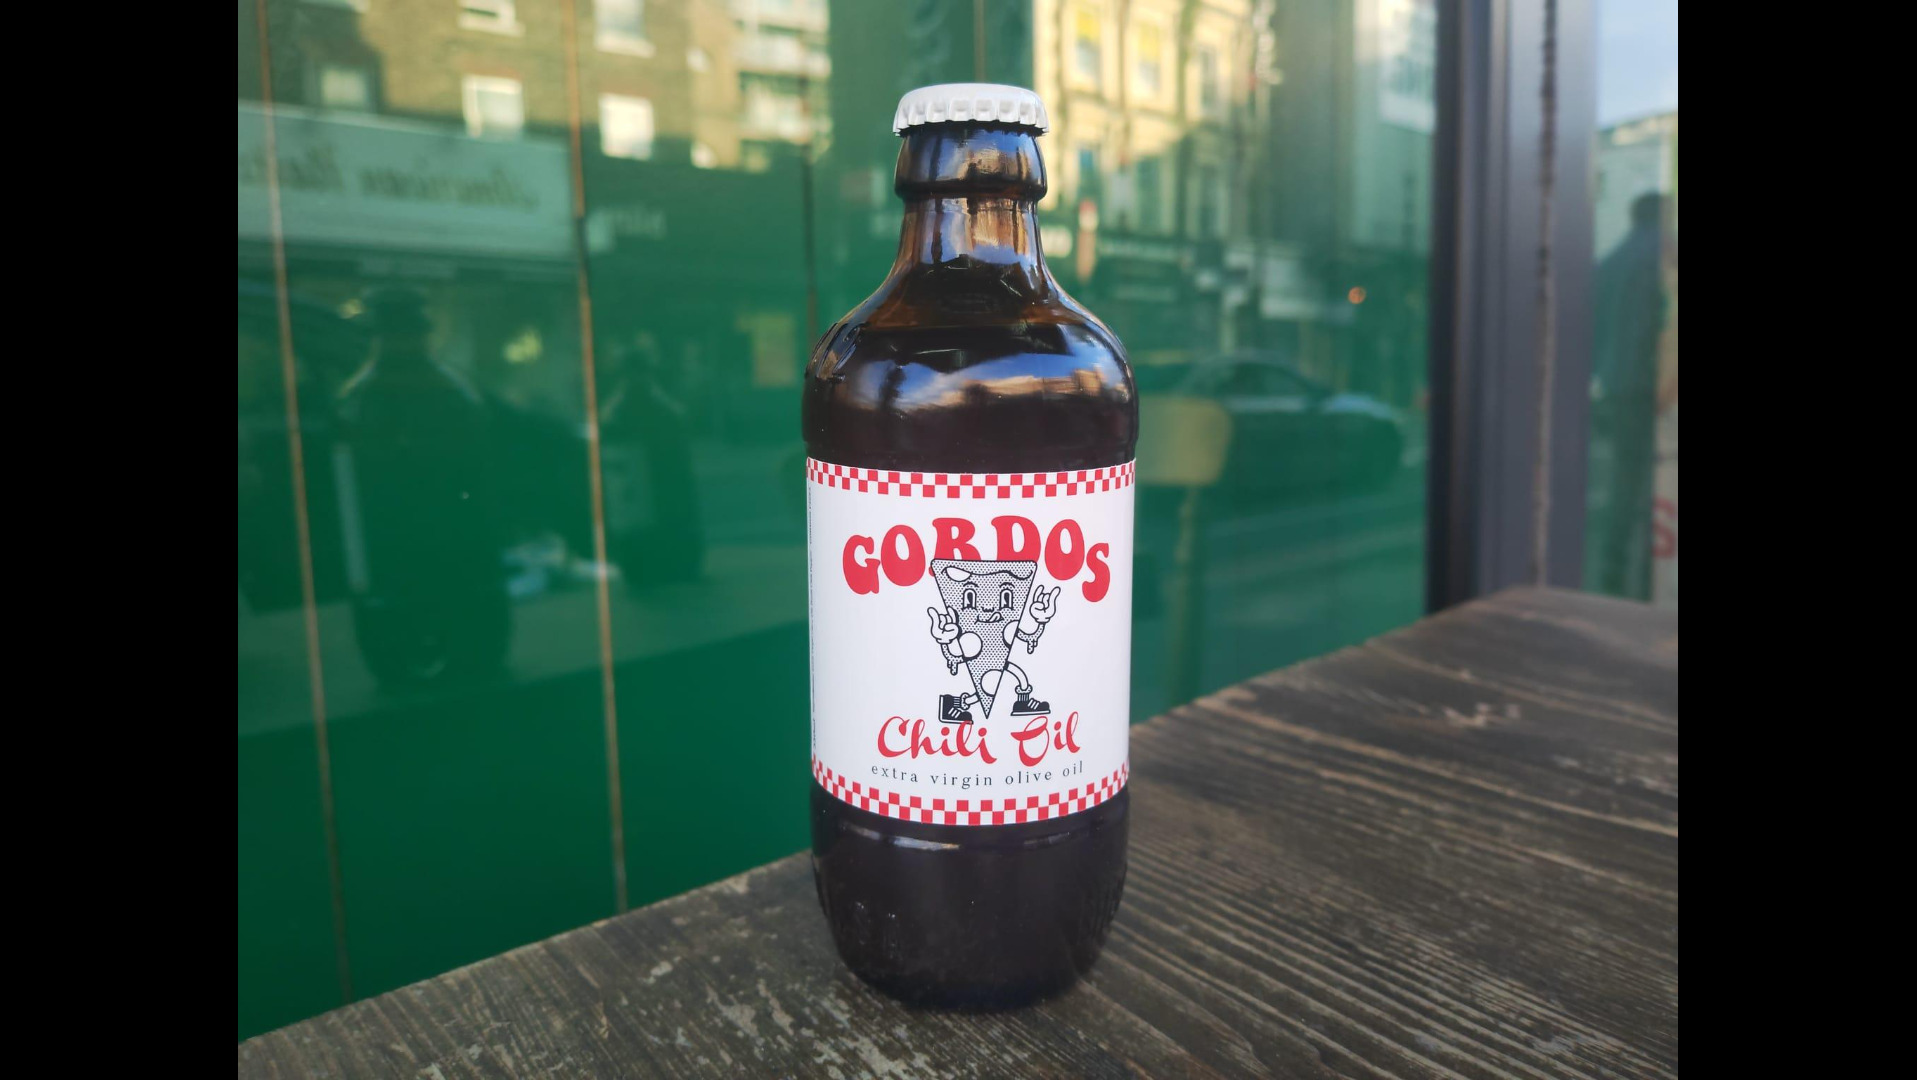 GORDOS
Chili Oil
extra virgin olive oil